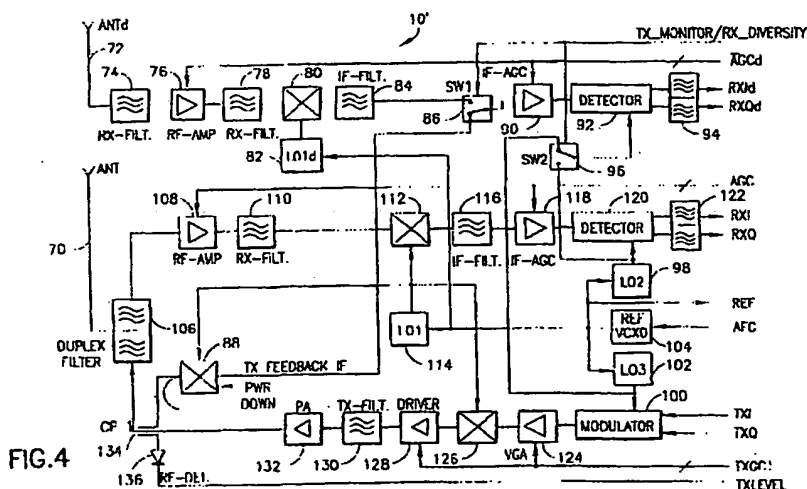 10'
ANTd
72
74
76
78
80
IF-FILT.
84
RX-FILT.
RF-AMP
RX-FILT.
82
SW1
86
IF-AGC
90
DETECTOR
92
94
TX_MONITOR/RX_DIVERSITY
AGCd
RXId
RXQd
SW2
96
ANT
70
108
110
112
116
118
120
122
RF-AMP
RX-FILT.
IF-FILT.
IF-AGC
DETECTOR
AGC
RXI
RXQ
LO2
98
REF
REF
VCXO
104
AFC
LO3
102
114
DUPLEX
FILTER
106
88
TX FEEDBACK IF
PWR
DOWN
100
MODULATOR
TXI
TXQ
PA
TX-FILT.
DRIVER
VGA
134
136
132
130
128
126
124
TXLEVEL
FIG.4